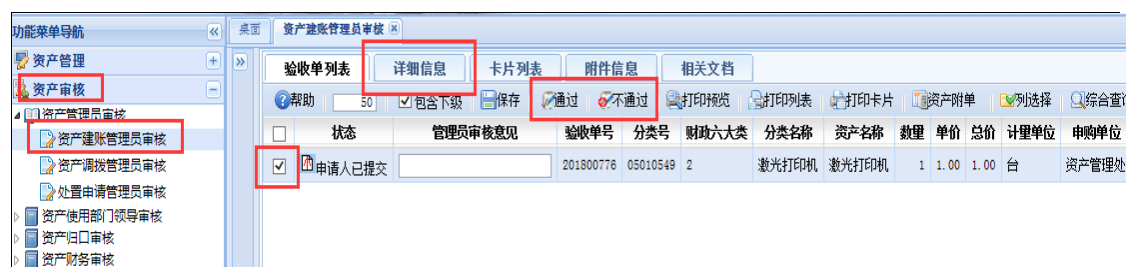 功能菜单导航
桌面 资产建账管理员审核
资产管理
资产审核
资产管理员审核
资产建账管理员审核
资产调拨管理员审核
处置申请管理员审核
资产使用部门领导审核
资产归口审核
资产财务审核
验收单列表 详细信息 卡片列表 附件信息 相关文档
帮助 50 包含下级 保存 通过 不通过 打印预览 打印列表 打印卡片 资产附单 列选择 综合查
状态 管理员审核意见 验收单号 分类号 财政六大类 分类名称 资产名称 数量 单价 总价 计量单位 申购单位
申请人已提交 201800776 05010549 2 激光打印机 激光打印机 1 1.00 1.00 台 资产管理处